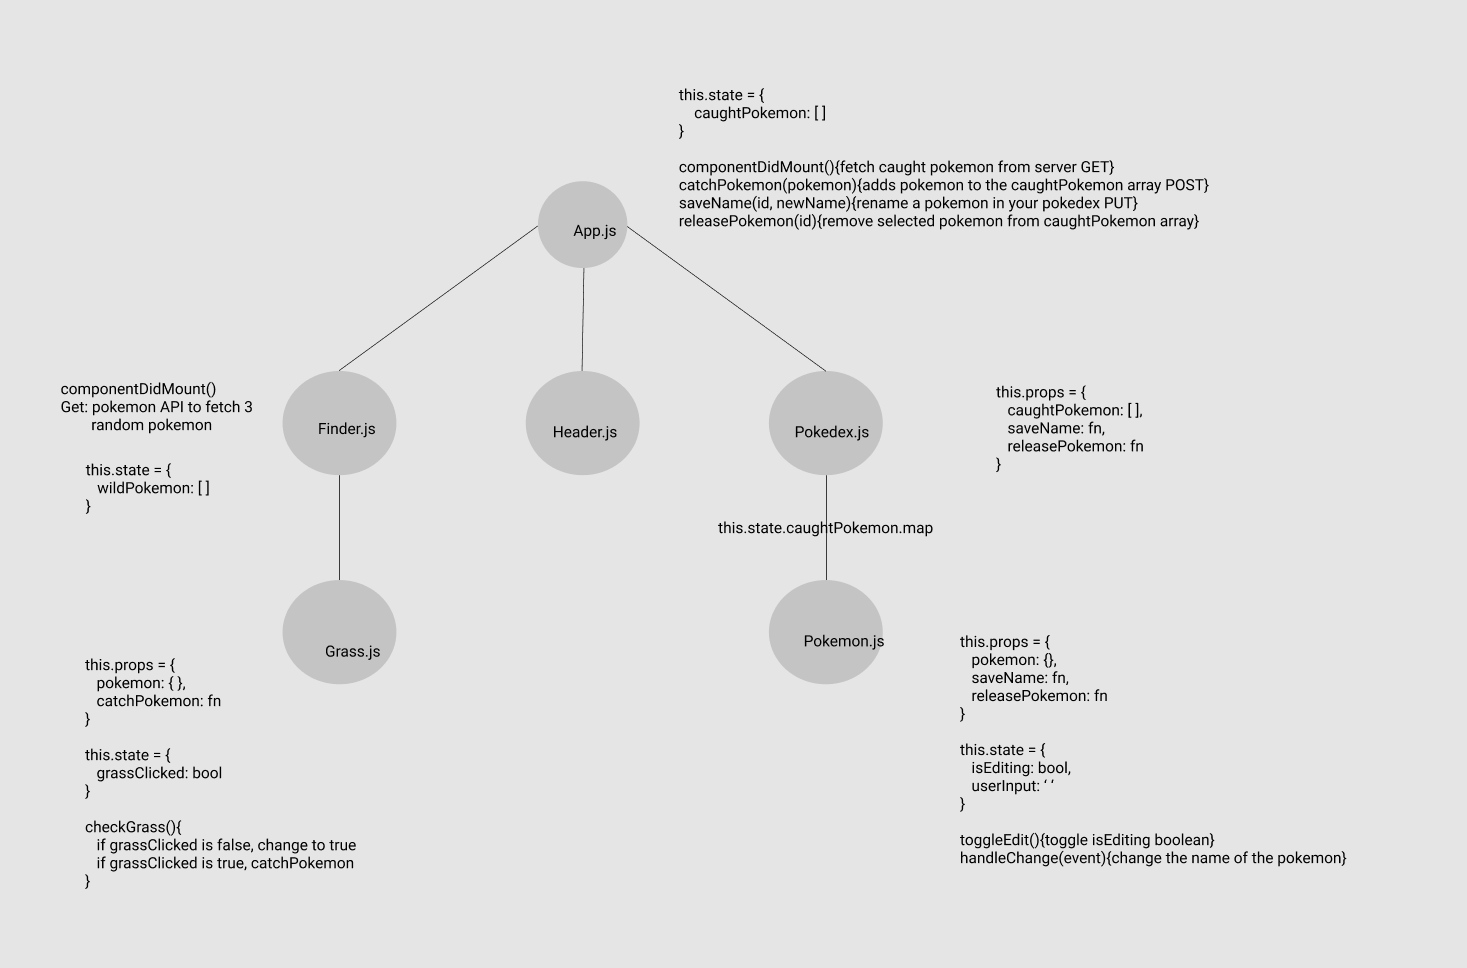 this.state = {
caughtPokemon: [ ]
}
componentDidMount(){fetch caught pokemon from server GET}
catchPokemon(pokemon){adds pokemon to the caughtPokemon array POST}
saveName(id, newName){rename a pokemon in your pokedex PUT}
releasePokemon(id){remove selected pokemon from caughtPokemon array}
App.js
componentDidMount()
Get: pokemon API to fetch 3
random pokemon
this.state = {
wildPokemon: [ ]
}
Finder.js
Header.js
Pokedex.js
this.props = {
caughtPokemon: [ ],
saveName: fn,
releasePokemon: fn
}
this.state.caughtPokemon.map
Grass.js
this.props = {
pokemon: { },
catchPokemon: fn
}
this.state = {
grassClicked: bool
}
checkGrass(){
if grassClicked is false, change to true
if grassClicked is true, catchPokemon
}
Pokemon.js
this.props = {
pokemon: {},
saveName: fn,
releasePokemon: fn
}
this.state = {
isEditing: bool,
userInput: ‘ ‘
}
toggleEdit(){toggle isEditing boolean}
handleChange(event){change the name of the pokemon}